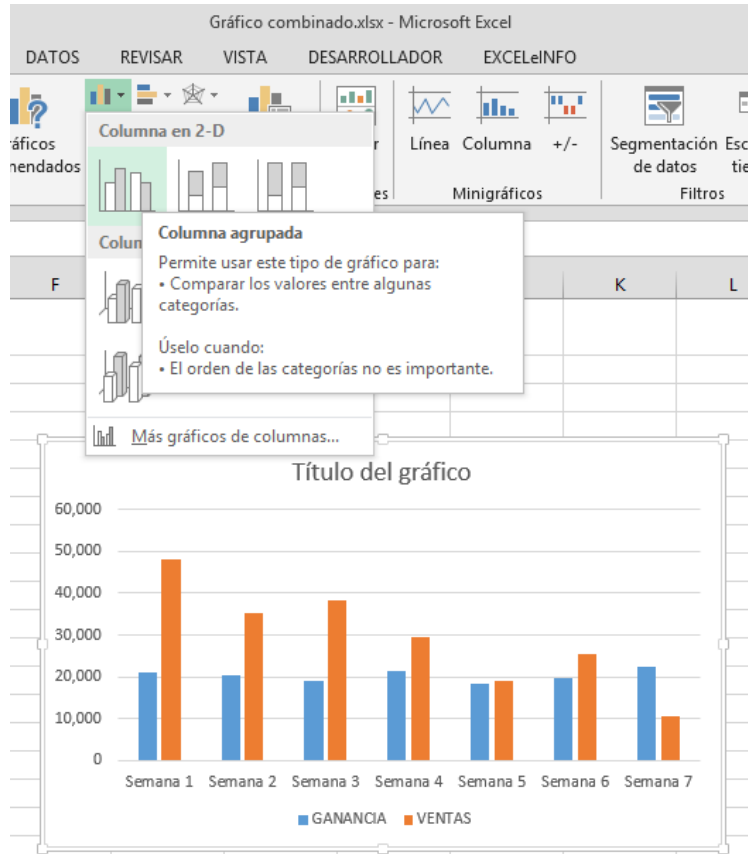 Gráfico combinado.xlsx - Microsoft Excel
DATOS REVISAR VISTA DESARROLLADOR EXCELeINFO
Línea Columna +/- Segmentación
de datos
Minigráficos Filtros
Columna en 2-D
Columna agrupada
Permite usar este tipo de gráfico para:
• Comparar los valores entre algunas
categorías.
Úselo cuando:
• El orden de las categorías no es importante.
F K L
Más gráficos de columnas...
Título del gráfico
60,000
50,000
40,000
30,000
20,000
10,000
0
Semana 1 Semana 2 Semana 3 Semana 4 Semana 5 Semana 6 Semana 7
GANANCIA VENTAS